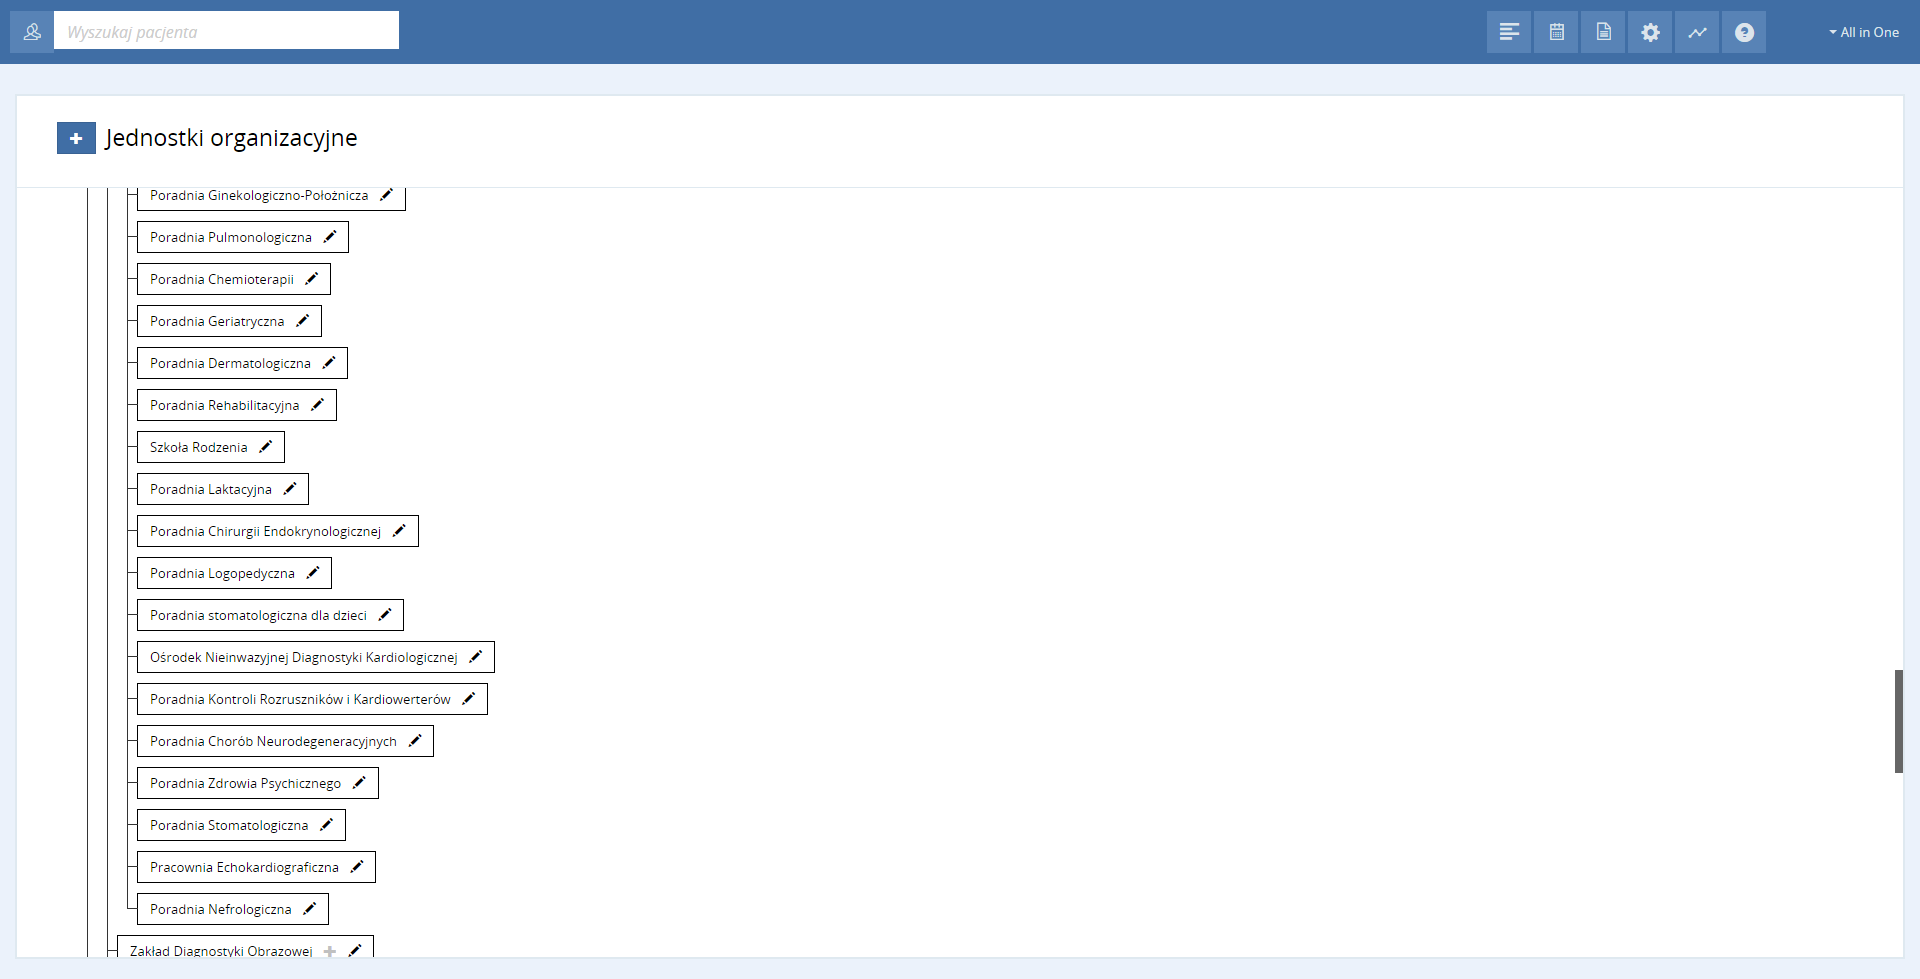 Wyszukaj pacjenta
All in One
Jednostki organizacyjne
Poradnia Ginekologiczno-Położnicza
Poradnia Pulmonologiczna
Poradnia Chemioterapii
Poradnia Geriatryczna
Poradnia Dermatologiczna
Poradnia Rehabilitacyjna
Szkoła Rodzenia
Poradnia Laktacyjna
Poradnia Chirurgii Endokrynologicznej
Poradnia Logopedyczna
Poradnia stomatologiczna dla dzieci
Ośrodek Nieinwazyjnej Diagnostyki Kardiologicznej
Poradnia Kontroli Rozruszników i Kardiowerterów
Poradnia Chorób Neurodegeneracyjnych
Poradnia Zdrowia Psychicznego
Poradnia Stomatologiczna
Pracownia Echokardiograficzna
Poradnia Nefrologiczna
Zakład Diagnostyki Obrazowej